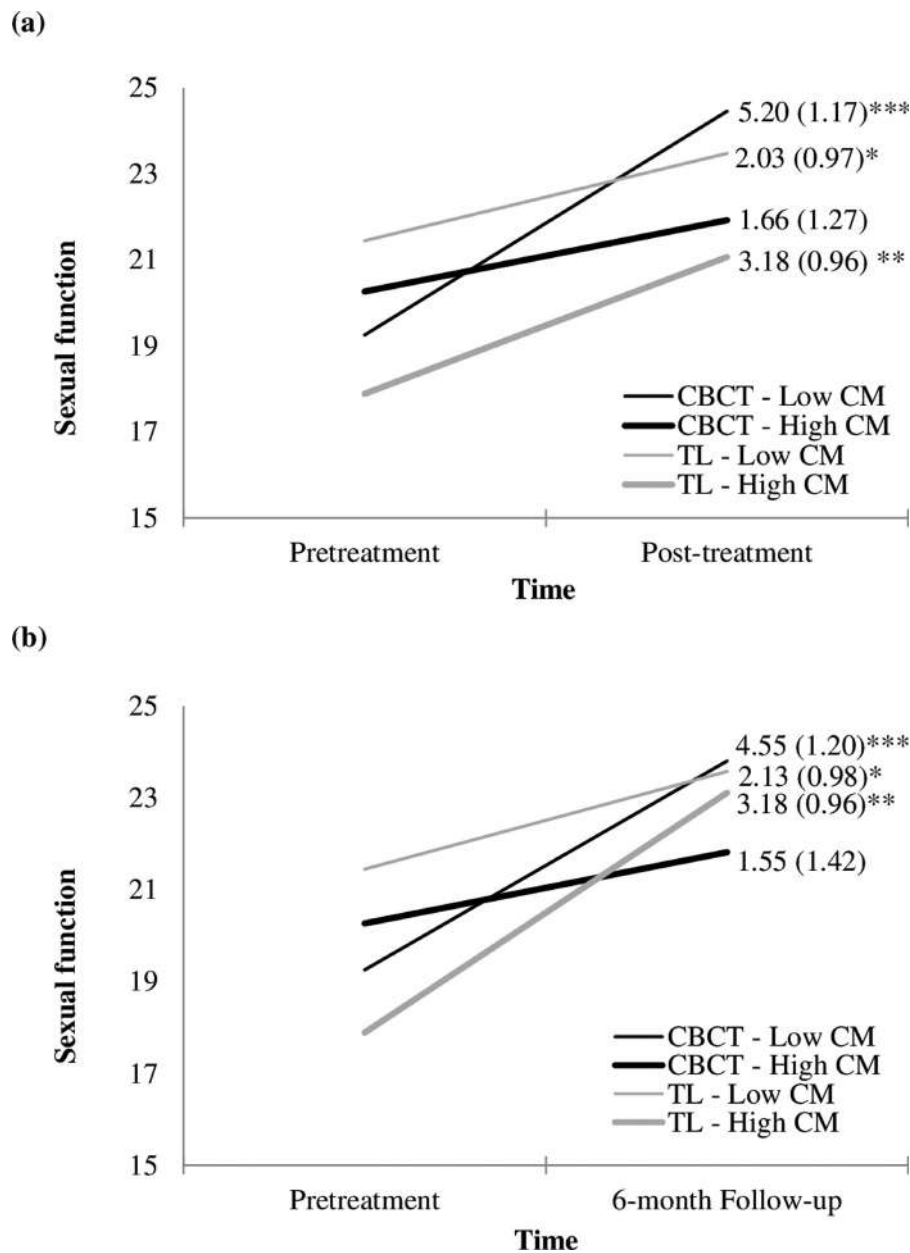 (a)
25
5.20 (1.17)***
23
2.03 (0.97)*
1.66 (1.27)
21
3.18 (0.96) **
19
Sexual function
CBCT - Low CM
CBCT - High CM
17
TL - Low CM
TL - High CM
15
Pretreatment Post-treatment
Time
(b)
25
4.55 (1.20)***
2.13 (0.98)*
23
3.18 (0.96)**
1.55 (1.42)
21
19
Sexual function
CBCT - Low CM
CBCT - High CM
17
TL - Low CM
TL - High CM
15
Pretreatment 6-month Follow-up
Time